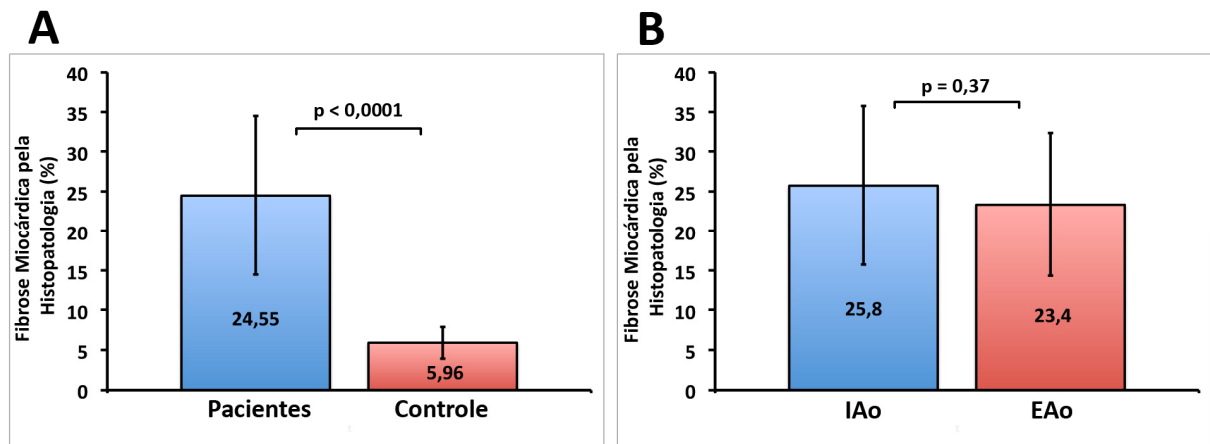 A
Fibrose Miocárdica pela
Histopatologia (%)
40
35
30
25
20
15
10
5
0
p < 0,0001
24,55
5,96
Pacientes
Controle
B
Fibrose Miocárdica pela
Histopatologia (%)
40
35
30
25
20
15
10
5
0
p = 0,37
25,8
23,4
IAo
EAo